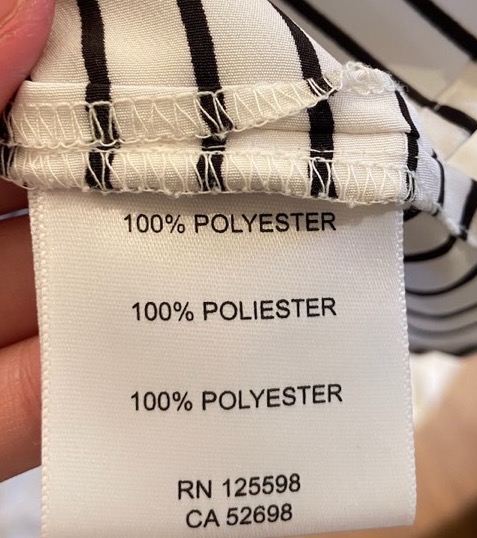 100% POLYESTER
100% POLIESTER
100% POLYESTER
RN 125598
CA 52698